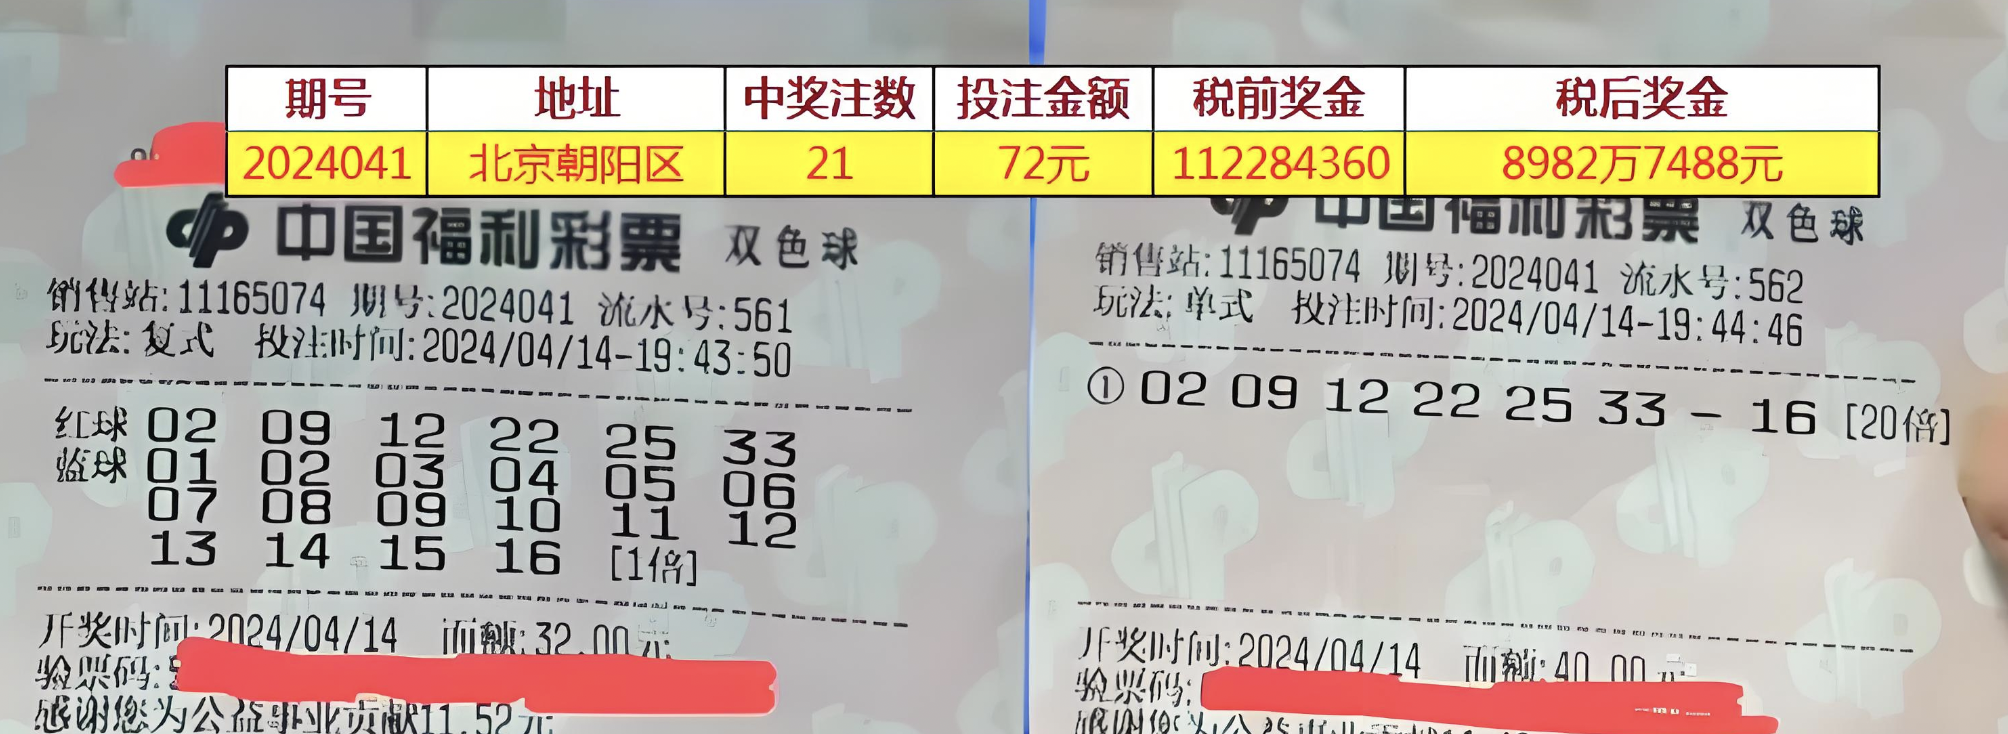 期号 地址 中奖注数 投注金额 税前奖金 税后奖金
2024041 北京朝阳区 21 72元 112284360 8982万7488元
中国福利彩票 双色球
销售站:11165074 期号:2024041 流水号:561
玩法:复式 投注时间:2024/04/14-19:43:50
红球 02 09 12 22 25 33
蓝球 01 02 03 04 05 06
07 08 09 10 11 12
13 14 15 16 [1倍]
开奖时间:2024/04/14 面额:32.00元
验票码:
感谢您为公益事业贡献11.52元
中国福利彩票 双色球
销售站:11165074 期号:2024041 流水号:562
玩法:单式 投注时间:2024/04/14-19:44:46
① 02 09 12 22 25 33 - 16 [20倍]
开奖时间:2024/04/14 面额:40.00元
验票码:
感谢您为公益事业贡献